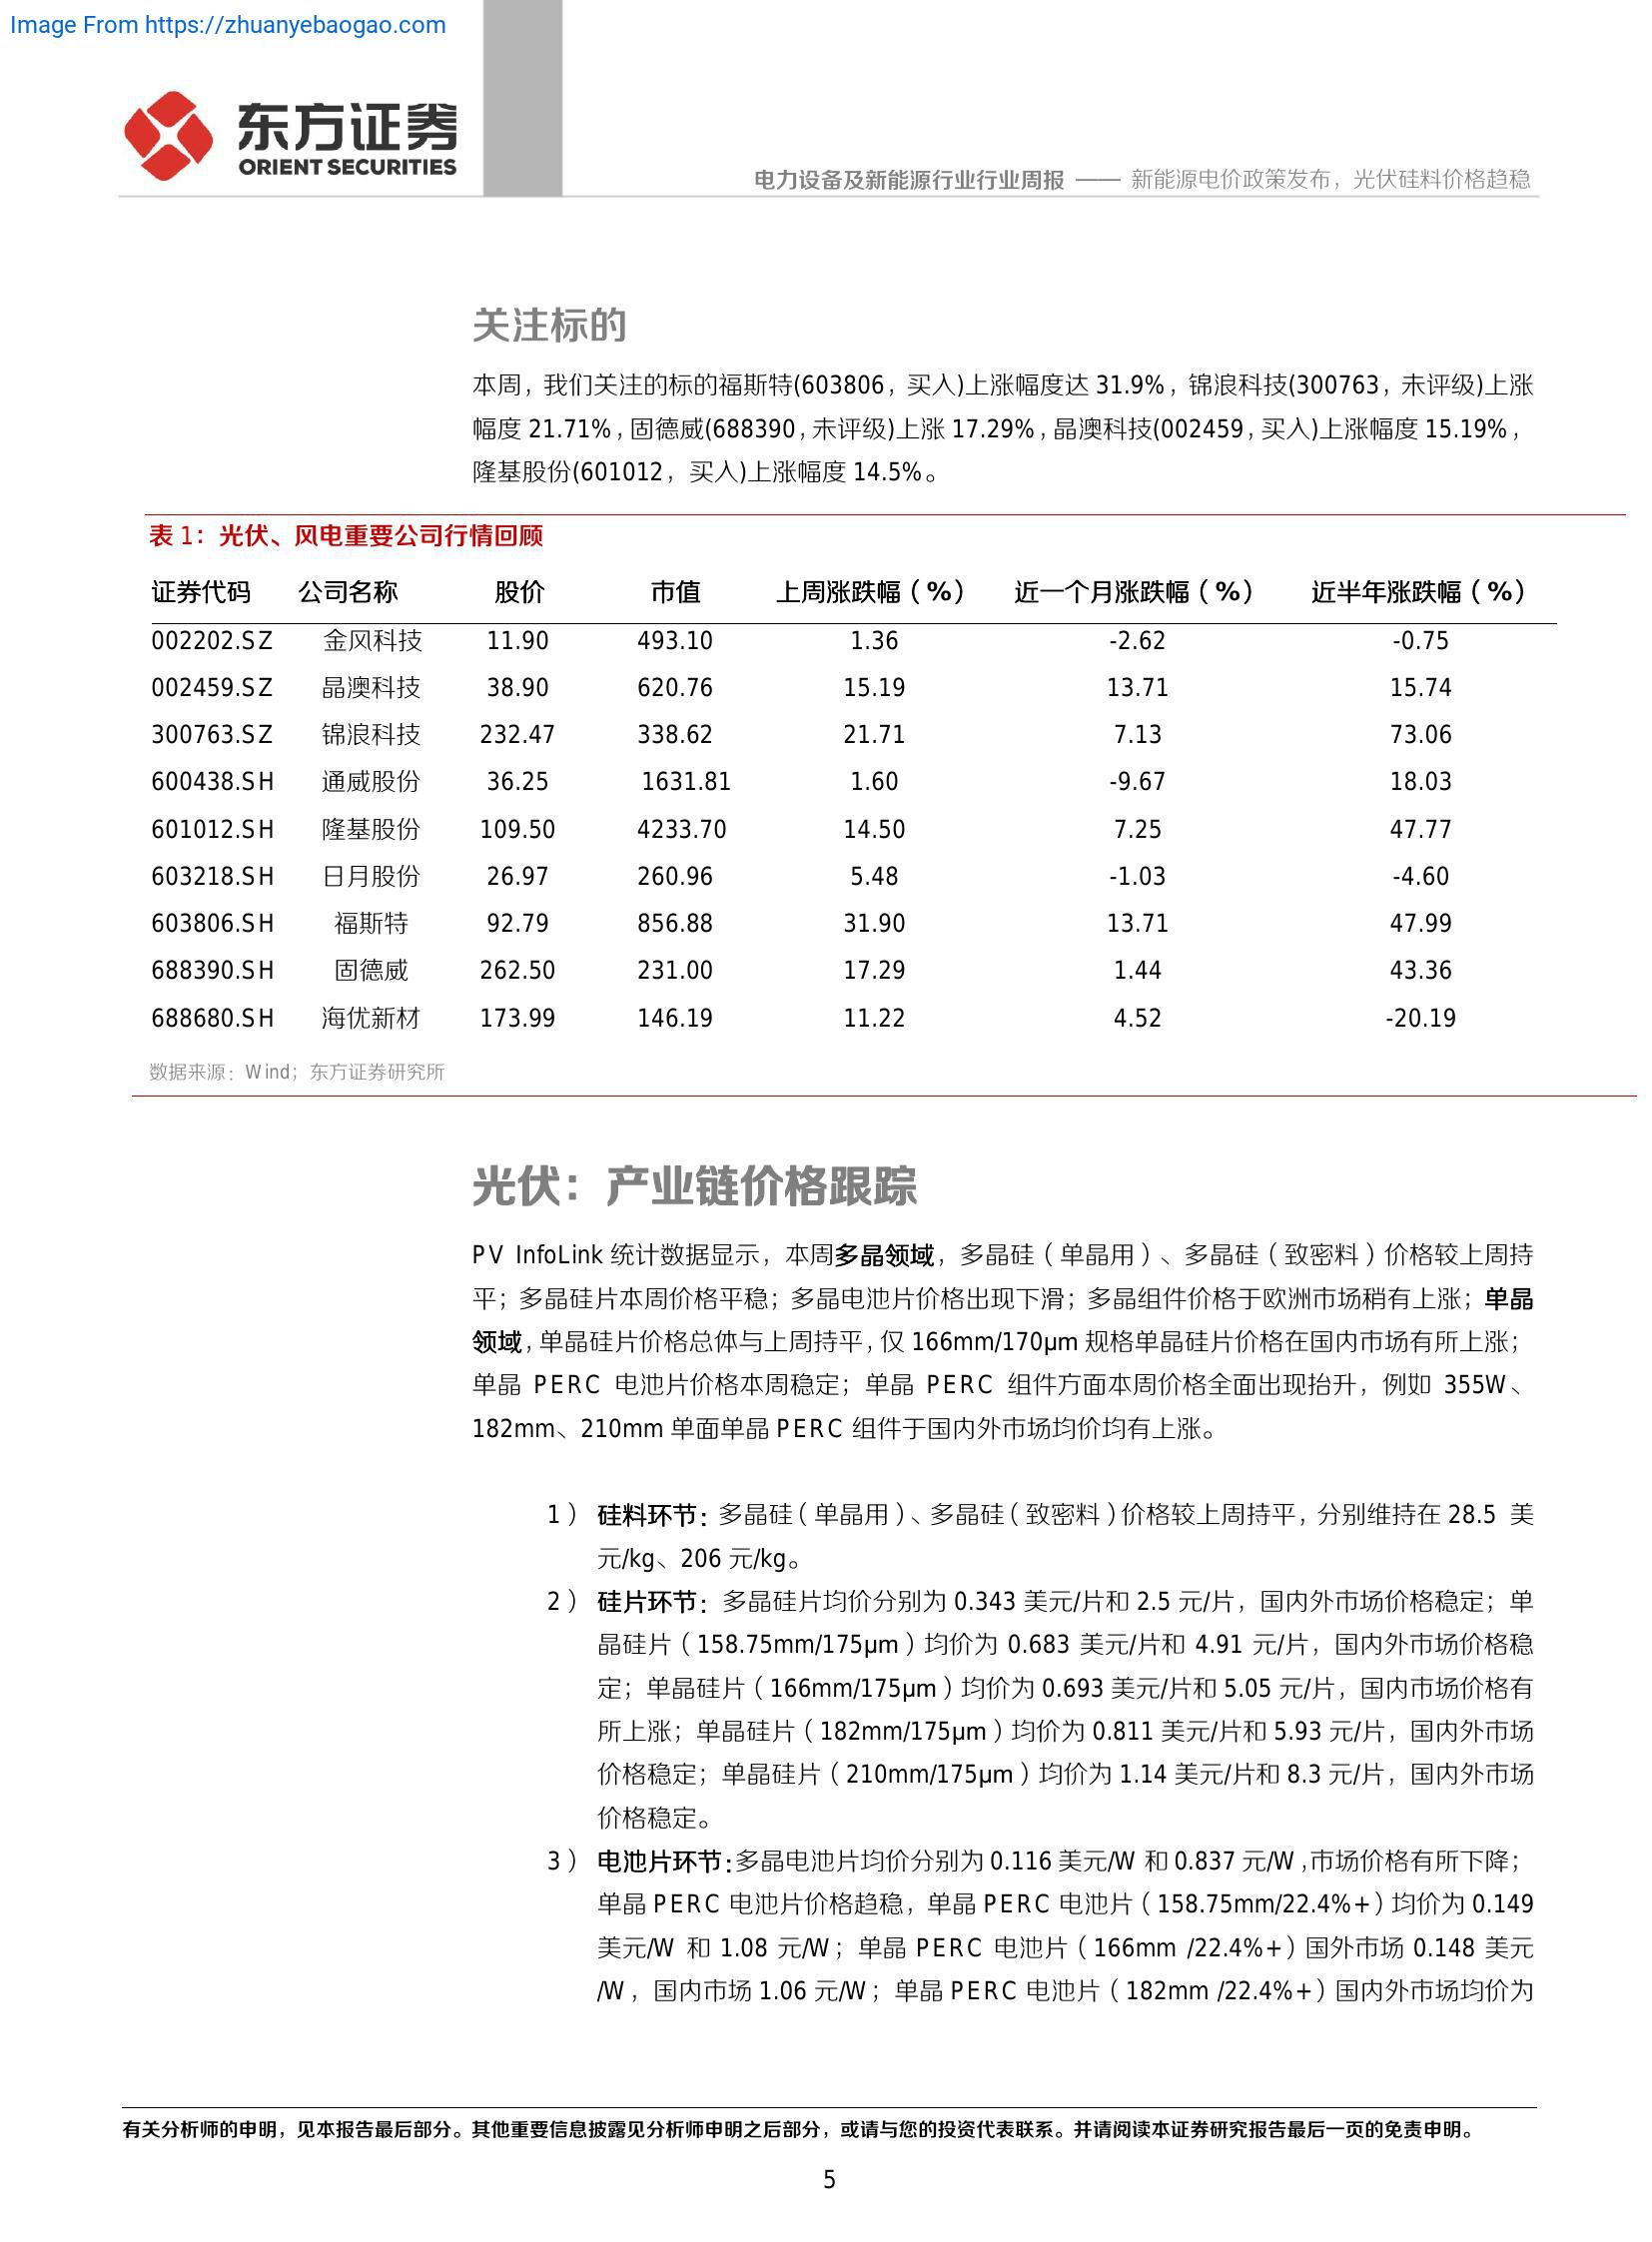 Image From https://zhuanyebaogao.com
东方证券
ORIENT SECURITIES
电力设备及新能源行业行业周报 —— 新能源电价政策发布，光伏硅料价格趋稳
关注标的
本周，我们关注的标的福斯特(603806，买入)上涨幅度达 31.9%，锦浪科技(300763，未评级)上涨
幅度 21.71%，固德威(688390，未评级)上涨 17.29%，晶澳科技(002459，买入)上涨幅度 15.19%，
隆基股份(601012，买入)上涨幅度 14.5%。
表 1：光伏、风电重要公司行情回顾
证券代码 公司名称 股价 市值 上周涨跌幅（%） 近一个月涨跌幅（%） 近半年涨跌幅（%）
002202.SZ 金风科技 11.90 493.10 1.36 -2.62 -0.75
002459.SZ 晶澳科技 38.90 620.76 15.19 13.71 15.74
300763.SZ 锦浪科技 232.47 338.62 21.71 7.13 73.06
600438.SH 通威股份 36.25 1631.81 1.60 -9.67 18.03
601012.SH 隆基股份 109.50 4233.70 14.50 7.25 47.77
603218.SH 日月股份 26.97 260.96 5.48 -1.03 -4.60
603806.SH 福斯特 92.79 856.88 31.90 13.71 47.99
688390.SH 固德威 262.50 231.00 17.29 1.44 43.36
688680.SH 海优新材 173.99 146.19 11.22 4.52 -20.19
数据来源：Wind；东方证券研究所
光伏：产业链价格跟踪
PV InfoLink 统计数据显示，本周多晶领域，多晶硅（单晶用）、多晶硅（致密料）价格较上周持
平；多晶硅片本周价格平稳；多晶电池片价格出现下滑；多晶组件价格于欧洲市场稍有上涨；单晶
领域，单晶硅片价格总体与上周持平，仅 166mm/170μm 规格单晶硅片价格在国内市场有所上涨；
单晶 PERC 电池片价格本周稳定；单晶 PERC 组件方面本周价格全面出现抬升，例如 355W、
182mm、210mm 单面单晶 PERC 组件于国内外市场均价均有上涨。
1） 硅料环节：多晶硅（单晶用）、多晶硅（致密料）价格较上周持平，分别维持在 28.5 美
元/kg、206 元/kg。
2） 硅片环节：多晶硅片均价分别为 0.343 美元/片和 2.5 元/片，国内外市场价格稳定；单
晶硅片（158.75mm/175μm）均价为 0.683 美元/片和 4.91 元/片，国内外市场价格稳
定；单晶硅片（166mm/175μm）均价为 0.693 美元/片和 5.05 元/片，国内市场价格有
所上涨；单晶硅片（182mm/175μm）均价为 0.811 美元/片和 5.93 元/片，国内外市场
价格稳定；单晶硅片（210mm/175μm）均价为 1.14 美元/片和 8.3 元/片，国内外市场
价格稳定。
3） 电池片环节：多晶电池片均价分别为 0.116 美元/W 和 0.837 元/W，市场价格有所下降；
单晶 PERC 电池片价格趋稳，单晶 PERC 电池片（158.75mm/22.4%+）均价为 0.149
美元/W 和 1.08 元/W；单晶 PERC 电池片（166mm /22.4%+）国外市场 0.148 美元
/W，国内市场 1.06 元/W；单晶 PERC 电池片（182mm /22.4%+）国内外市场均价为
有关分析师的申明，见本报告最后部分。其他重要信息披露见分析师申明之后部分，或请与您的投资代表联系。并请阅读本证券研究报告最后一页的免责申明。
5